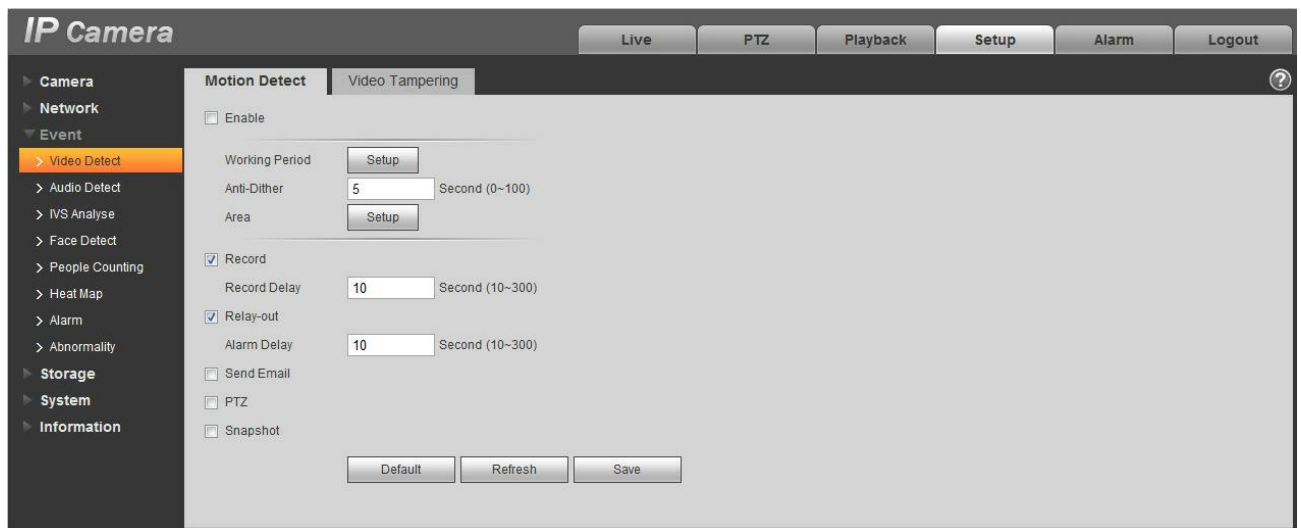 IP Camera
Live PTZ Playback Setup Alarm Logout
Camera
Network
Event
Video Detect
Audio Detect
IVS Analyse
Face Detect
People Counting
Heat Map
Alarm
Abnormality
Storage
System
Information
Motion Detect Video Tampering ?
Enable
Working Period Setup
Anti-Dither 5 Second (0~100)
Area Setup
Record
Record Delay 10 Second (10~300)
Relay-out
Alarm Delay 10 Second (10~300)
Send Email
PTZ
Snapshot
Default Refresh Save